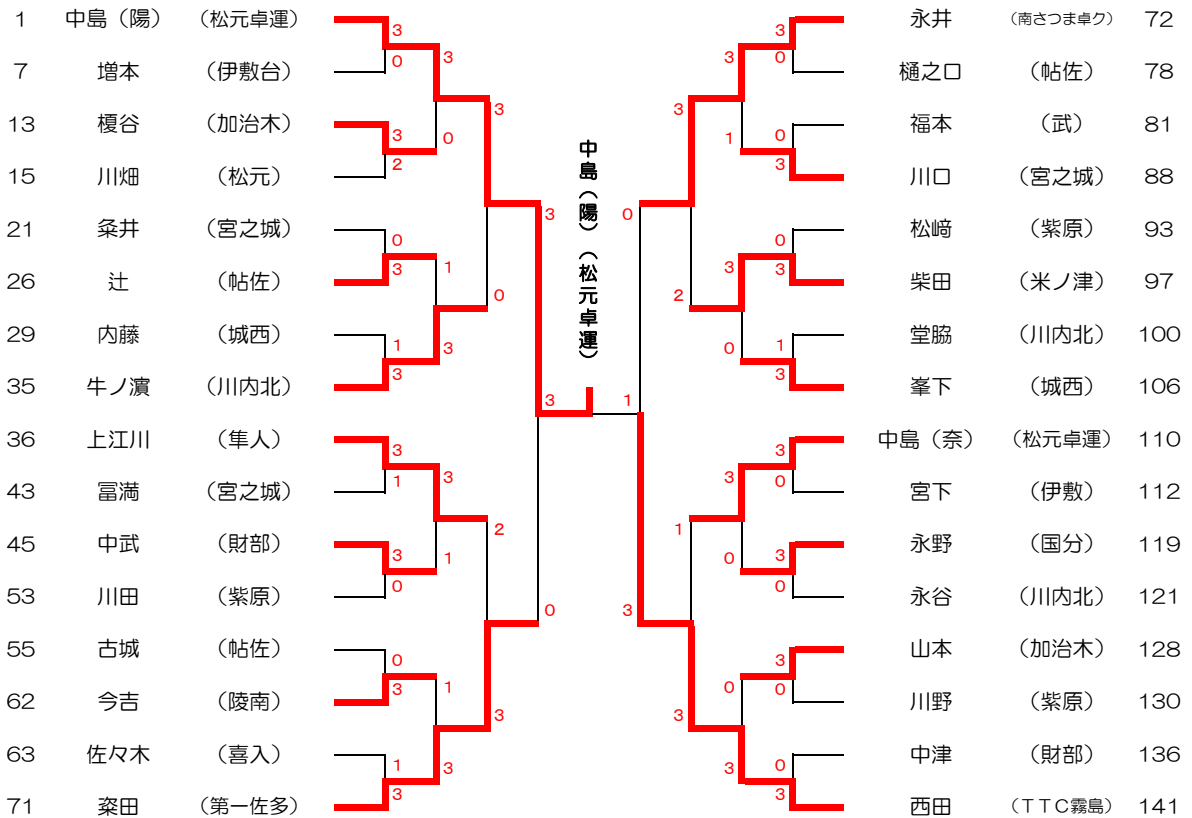 1 中島（陽） （松元卓運） 3 永井 （南さつま卓ク） 72
7 増本 （伊敷台） 0 3 3 0 樋之口 （帖佐） 78
13 榎谷 （加治木） 3 0 3 3 1 0 福本 （武） 81
15 川畑 （松元） 2 3 川口 （宮之城） 88
21 粂井 （宮之城） 0 3 0 0 松﨑 （紫原） 93
26 辻 （帖佐） 3 1 0 2 3 3 柴田 （米ノ津） 97
29 内藤 （城西） 1 3 0 1 堂脇 （川内北） 100
35 牛ノ濵 （川内北） 3 3 1 3 峯下 （城西） 106
36 上江川 （隼人） 3 3 中島（奈） （松元卓運） 110
43 冨満 （宮之城） 1 3 3 0 宮下 （伊敷） 112
45 中武 （財部） 3 1 2 1 0 3 永野 （国分） 119
53 川田 （紫原） 0 0 3 0 永谷 （川内北） 121
55 古城 （帖佐） 0 3 山本 （加治木） 128
62 今吉 （陵南） 3 1 3 3 0 0 川野 （紫原） 130
63 佐々木 （喜入） 1 3 3 0 中津 （財部） 136
71 桒田 （第一佐多） 3 3 西田 （ＴＴＣ霧島） 141
中島（陽）（松元卓運）